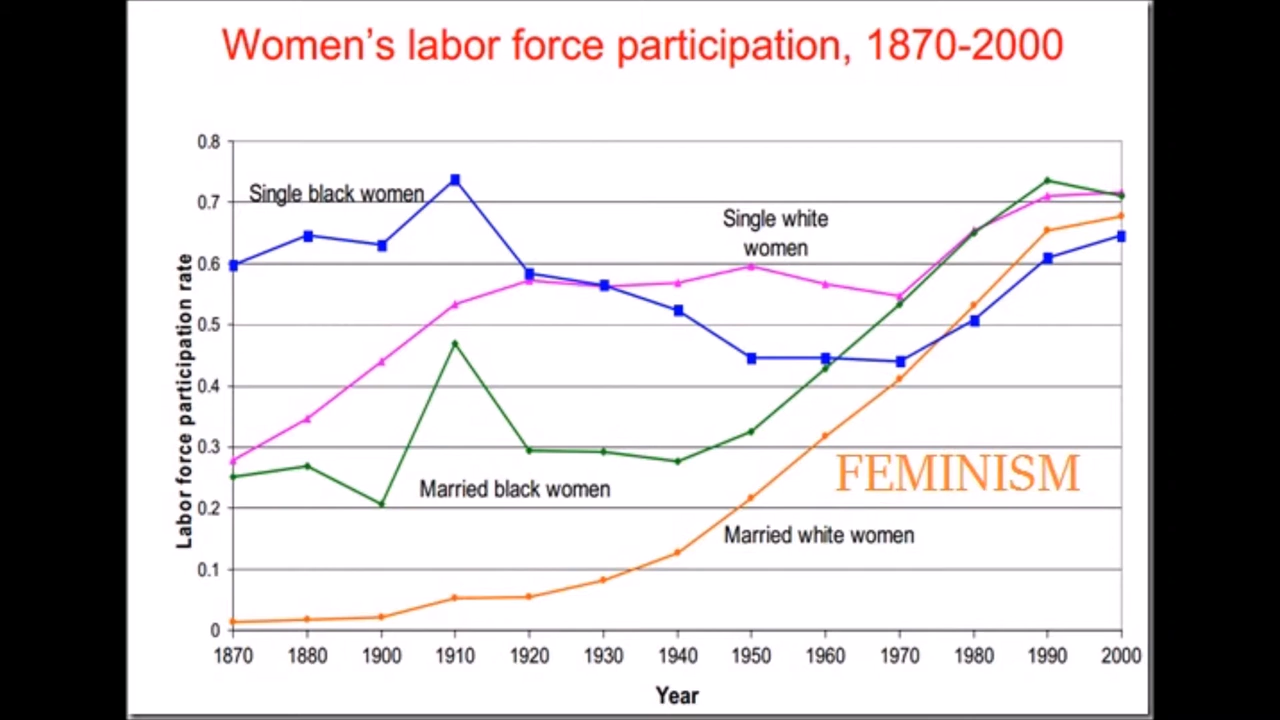 Women's labor force participation, 1870-2000
0.8
0.7
0.6
0.5
0.4
0.3
0.2
0.1
0
Labor force participation rate
Single black women
Single white
women
FEMINISM
Married black women
Married white women
1870 1880 1900 1910 1920 1930 1940 1950 1960 1970 1980 1990 2000
Year